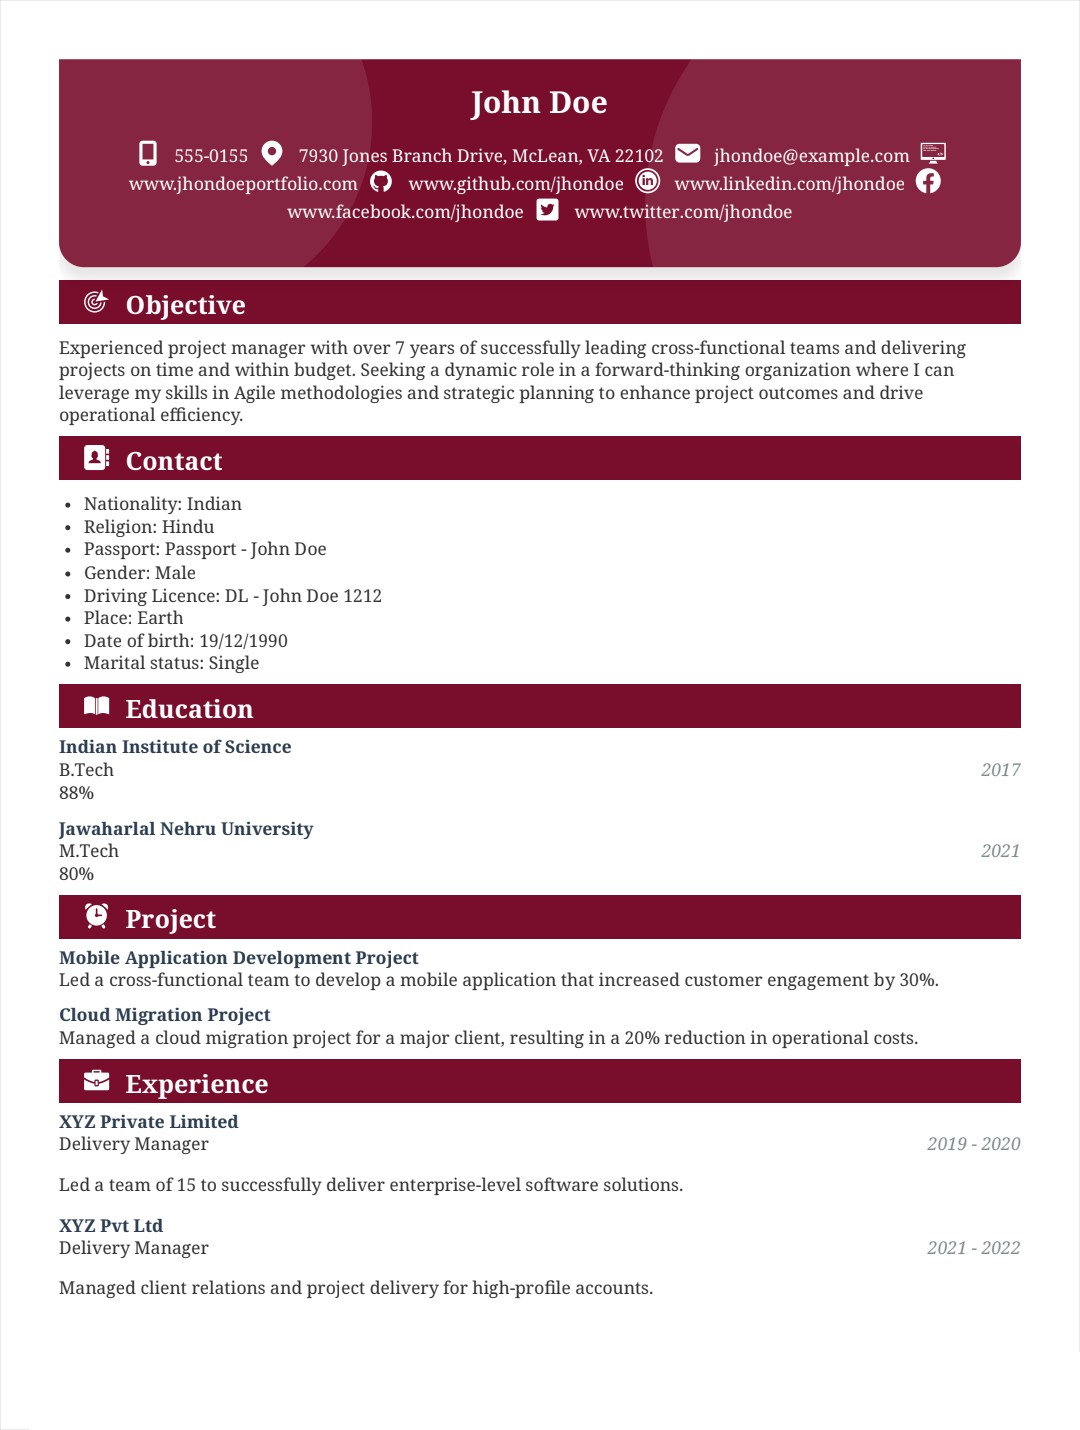 John Doe
555-0155 7930 Jones Branch Drive, McLean, VA 22102 jhondoe@example.com
www.jhondoeportfolio.com www.github.com/jhondoe www.linkedin.com/jhondoe
www.facebook.com/jhondoe www.twitter.com/jhondoe
Objective
Experienced project manager with over 7 years of successfully leading cross-functional teams and delivering
projects on time and within budget. Seeking a dynamic role in a forward-thinking organization where I can
leverage my skills in Agile methodologies and strategic planning to enhance project outcomes and drive
operational efficiency.
Contact
• Nationality: Indian
• Religion: Hindu
• Passport: Passport - John Doe
• Gender: Male
• Driving Licence: DL - John Doe 1212
• Place: Earth
• Date of birth: 19/12/1990
• Marital status: Single
Education
Indian Institute of Science
B.Tech 2017
88%
Jawaharlal Nehru University
M.Tech 2021
80%
Project
Mobile Application Development Project
Led a cross-functional team to develop a mobile application that increased customer engagement by 30%.
Cloud Migration Project
Managed a cloud migration project for a major client, resulting in a 20% reduction in operational costs.
Experience
XYZ Private Limited
Delivery Manager 2019 - 2020
Led a team of 15 to successfully deliver enterprise-level software solutions.
XYZ Pvt Ltd
Delivery Manager 2021 - 2022
Managed client relations and project delivery for high-profile accounts.